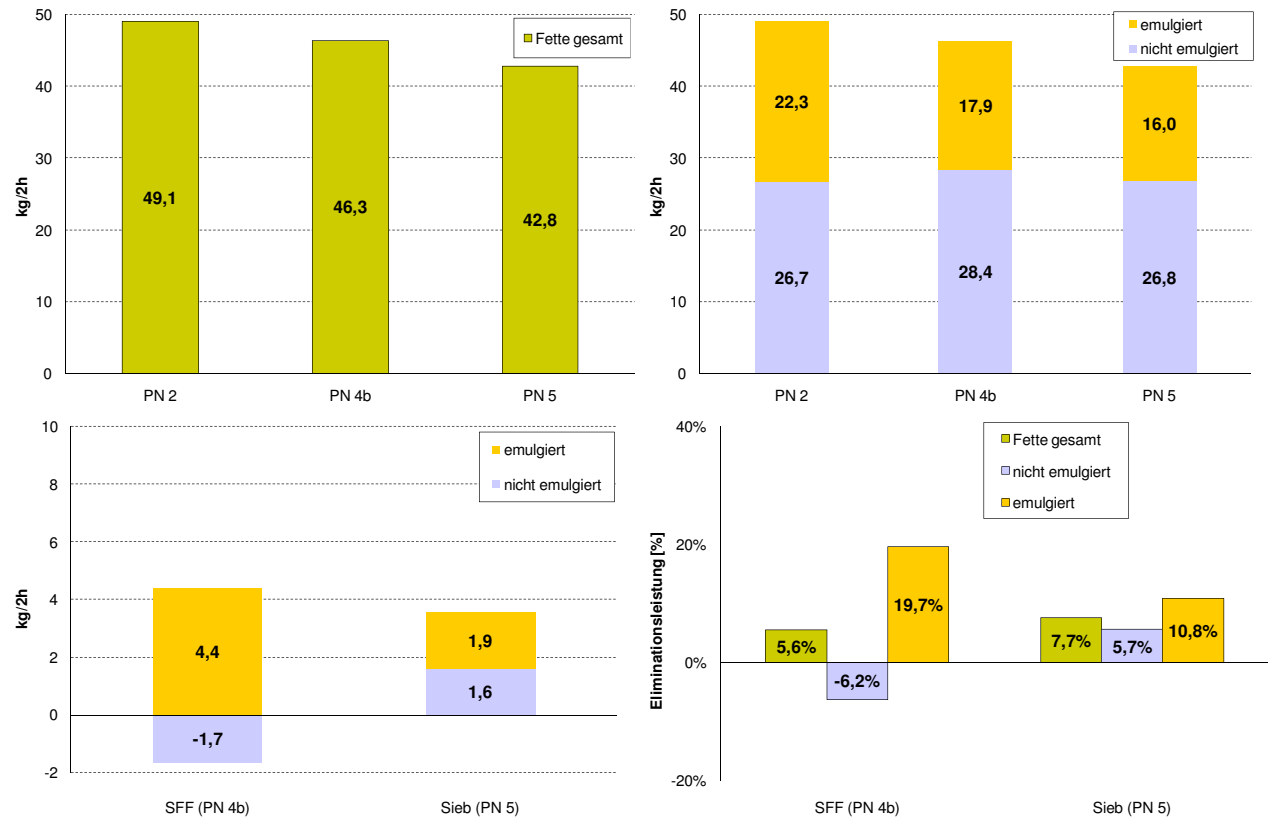 50
40
30
20
10
0
kg/2h
Fette gesamt
49,1
46,3
42,8
PN 2
PN 4b
PN 5
50
40
30
20
10
0
kg/2h
emulgiert
nicht emulgiert
22,3
17,9
16,0
26,7
28,4
26,8
PN 2
PN 4b
PN 5
10
8
6
4
2
0
-2
kg/2h
emulgiert
nicht emulgiert
4,4
1,9
1,6
-1,7
SFF (PN 4b)
Sieb (PN 5)
40%
20%
0%
-20%
Eliminationsleistung [%]
Fette gesamt
nicht emulgiert
emulgiert
5,6%
-6,2%
19,7%
7,7%
5,7%
10,8%
SFF (PN 4b)
Sieb (PN 5)